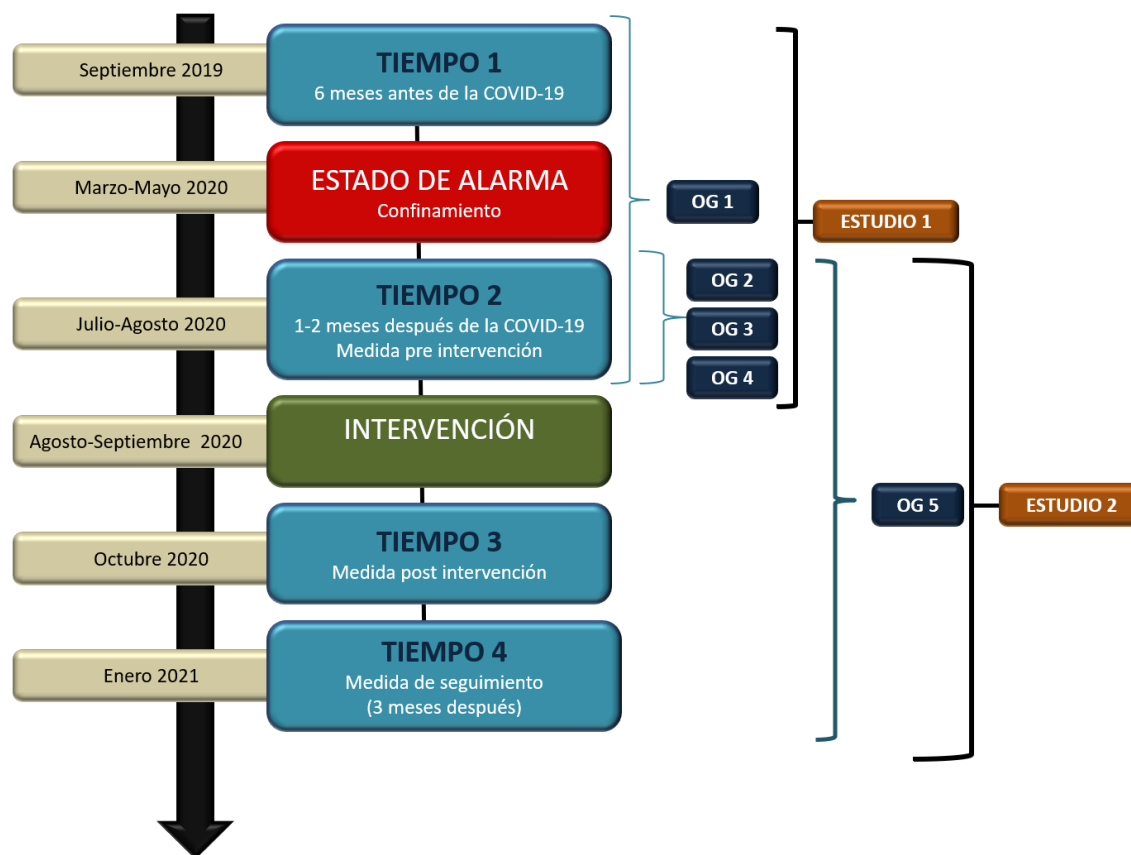 Septiembre 2019
TIEMPO 1
6 meses antes de la COVID-19
Marzo-Mayo 2020
ESTADO DE ALARMA
Confinamiento
OG 1
ESTUDIO 1
Julio-Agosto 2020
TIEMPO 2
1-2 meses después de la COVID-19
Medida pre intervención
OG 2
OG 3
OG 4
Agosto-Septiembre 2020
INTERVENCIÓN
OG 5
ESTUDIO 2
Octubre 2020
TIEMPO 3
Medida post intervención
Enero 2021
TIEMPO 4
Medida de seguimiento
(3 meses después)